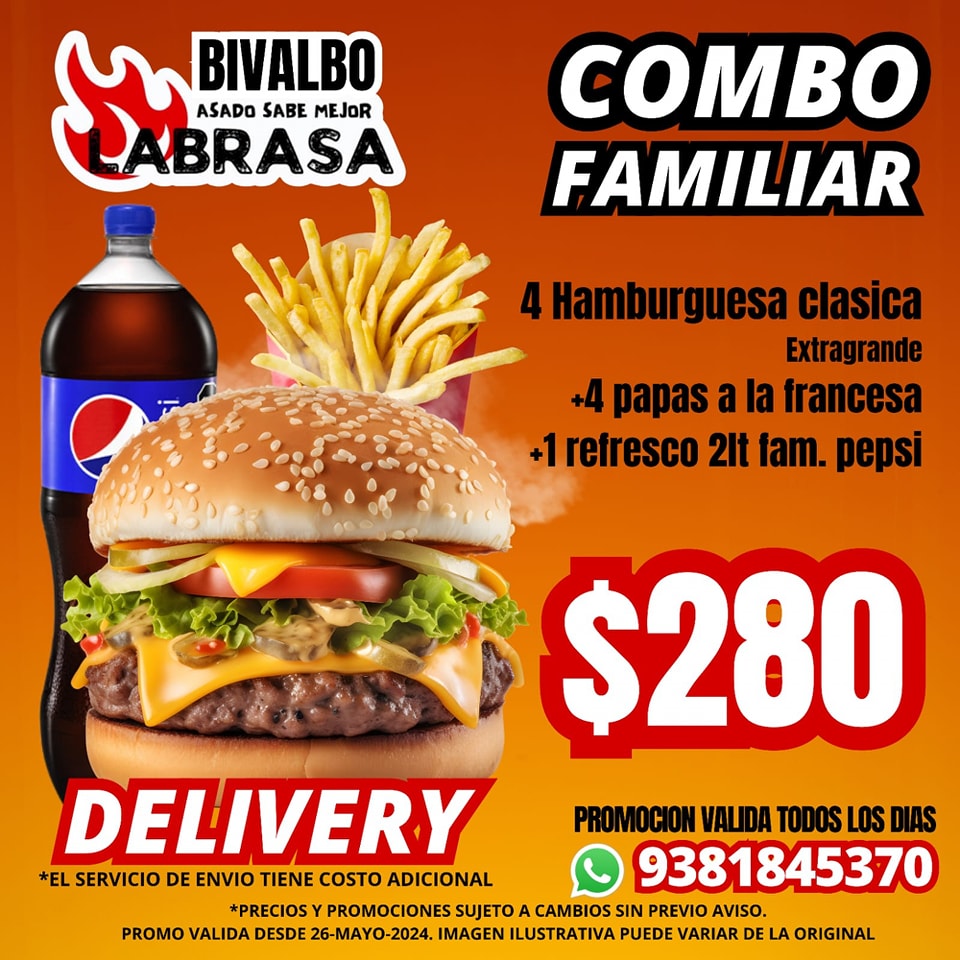 BIVALBO
ASADO SABE MEJOR
LABRASA
COMBO
FAMILIAR
4 Hamburguesa clasica
Extragrande
+4 papas a la francesa
+1 refresco 2lt fam. pepsi
$280
DELIVERY
*EL SERVICIO DE ENVIO TIENE COSTO ADICIONAL
PROMOCION VALIDA TODOS LOS DIAS
9381845370
*PRECIOS Y PROMOCIONES SUJETO A CAMBIOS SIN PREVIO AVISO.
PROMO VALIDA DESDE 26-MAYO-2024. IMAGEN ILUSTRATIVA PUEDE VARIAR DE LA ORIGINAL